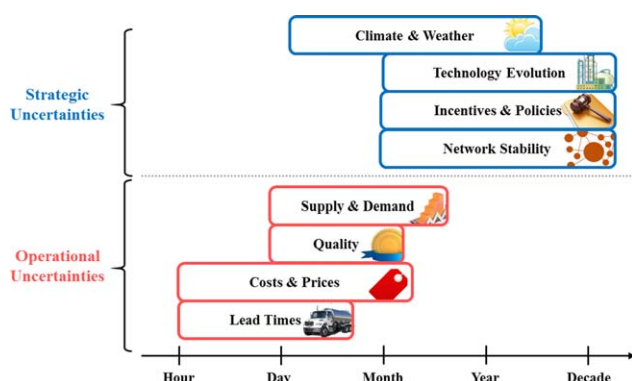 Climate & Weather
Technology Evolution
Strategic
Uncertainties
Incentives & Policies
Network Stability
Supply & Demand
Quality
Operational
Uncertainties
Costs & Prices
Lead Times
Hour Day Month Year Decade